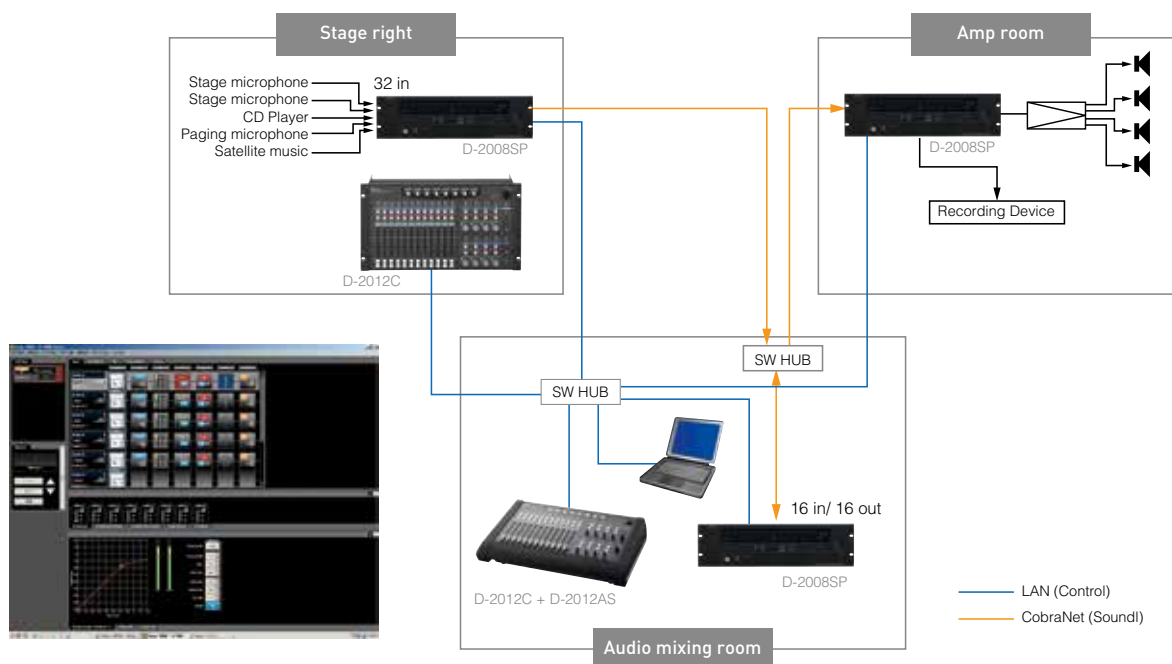 Stage right
Stage microphone
Stage microphone
CD Player
Paging microphone
Satellite music
32 in
D-2008SP
D-2012C
Amp room
D-2008SP
Recording Device
SW HUB
SW HUB
16 in/ 16 out
D-2008SP
D-2012C + D-2012AS
Audio mixing room
LAN (Control)
CobraNet (Soundl)